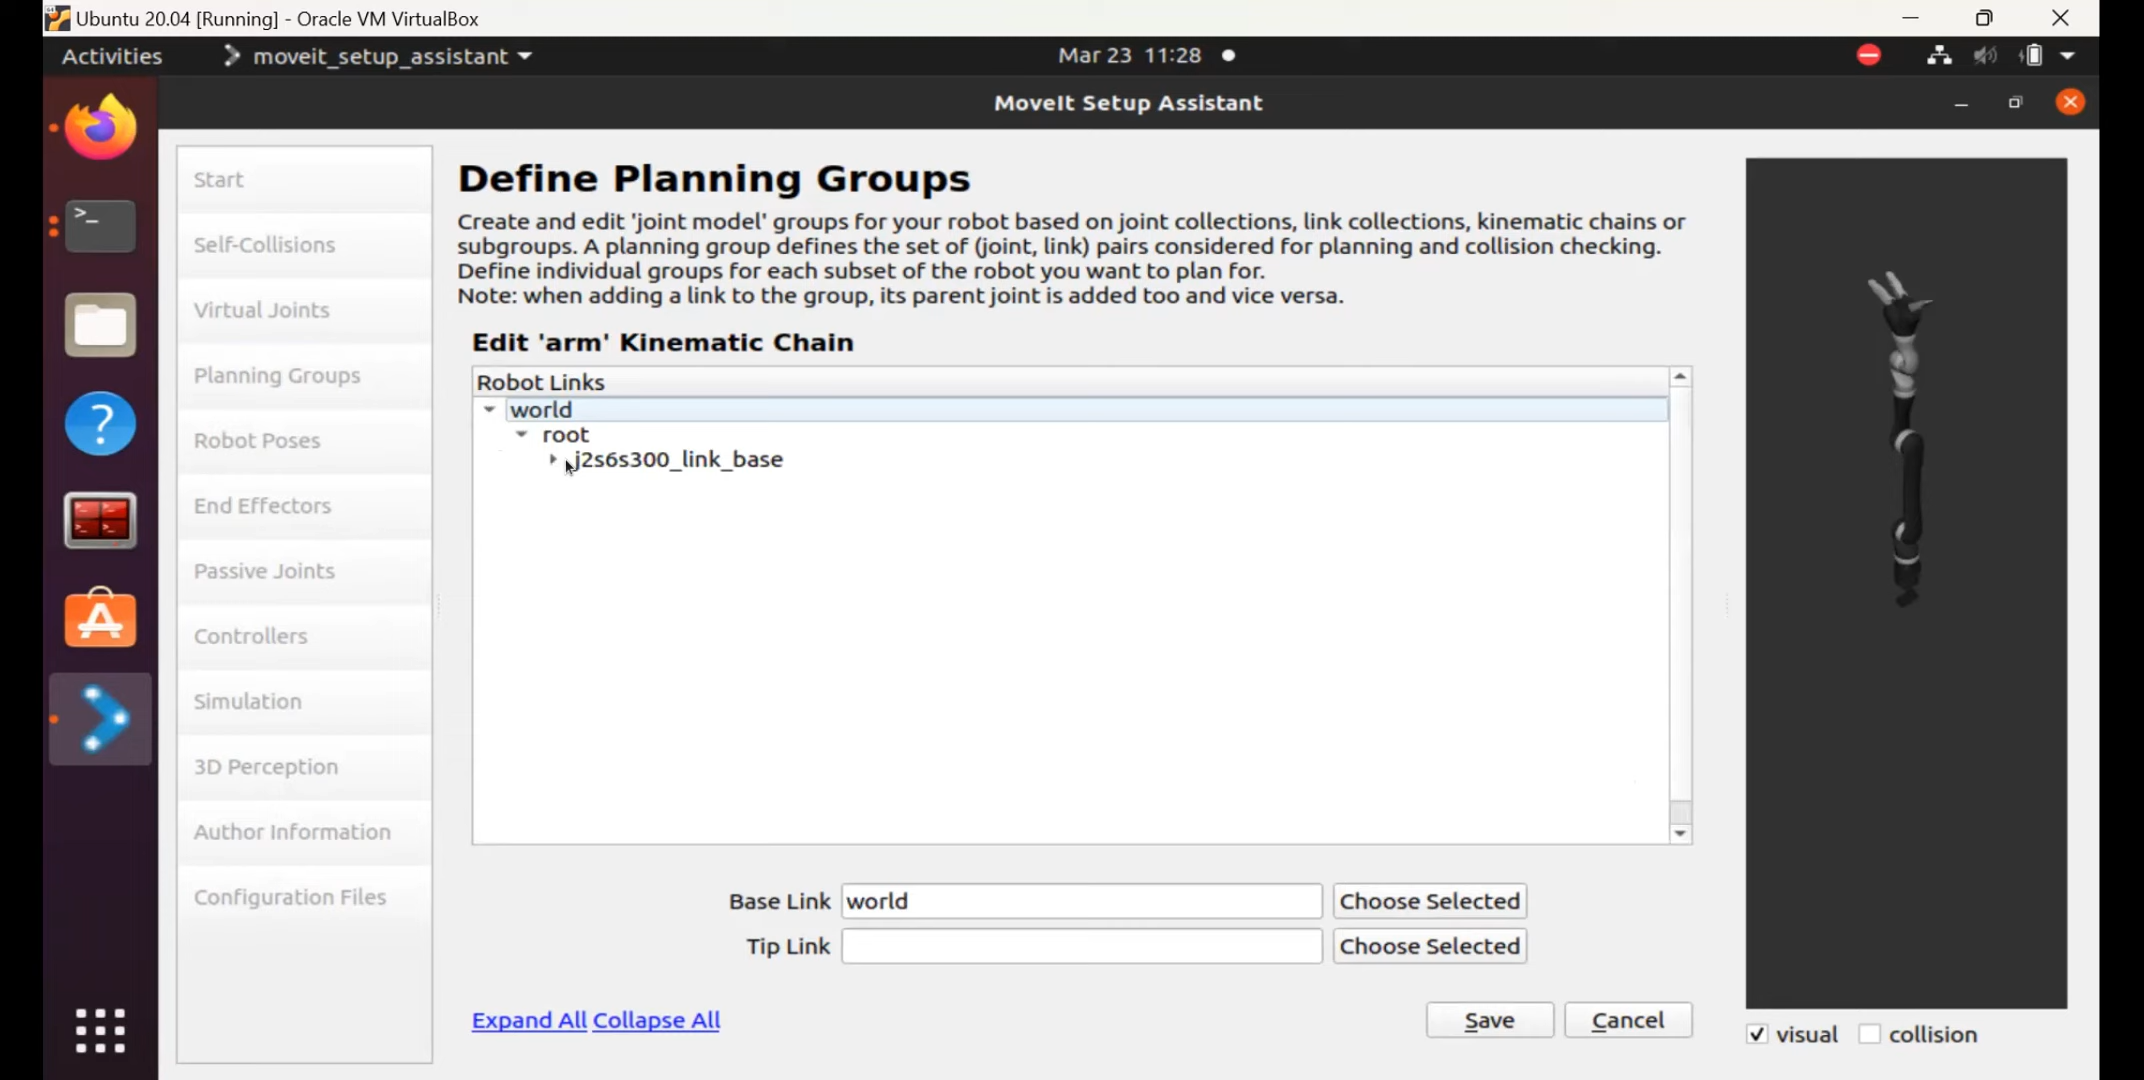 Ubuntu 20.04 [Running] - Oracle VM VirtualBox
Activities
moveit_setup_assistant
Mar 23 11:28
MoveIt Setup Assistant
Start
Self-Collisions
Virtual Joints
Planning Groups
Robot Poses
End Effectors
Passive Joints
Controllers
Simulation
3D Perception
Author Information
Configuration Files
Define Planning Groups
Create and edit 'joint model' groups for your robot based on joint collections, link collections, kinematic chains or
subgroups. A planning group defines the set of (joint, link) pairs considered for planning and collision checking.
Define individual groups for each subset of the robot you want to plan for.
Note: when adding a link to the group, its parent joint is added too and vice versa.
Edit 'arm' Kinematic Chain
Robot Links
world
root
j2s6s300_link_base
Base Link world Choose Selected
Tip Link Choose Selected
Expand All Collapse All
Save Cancel
visual collision